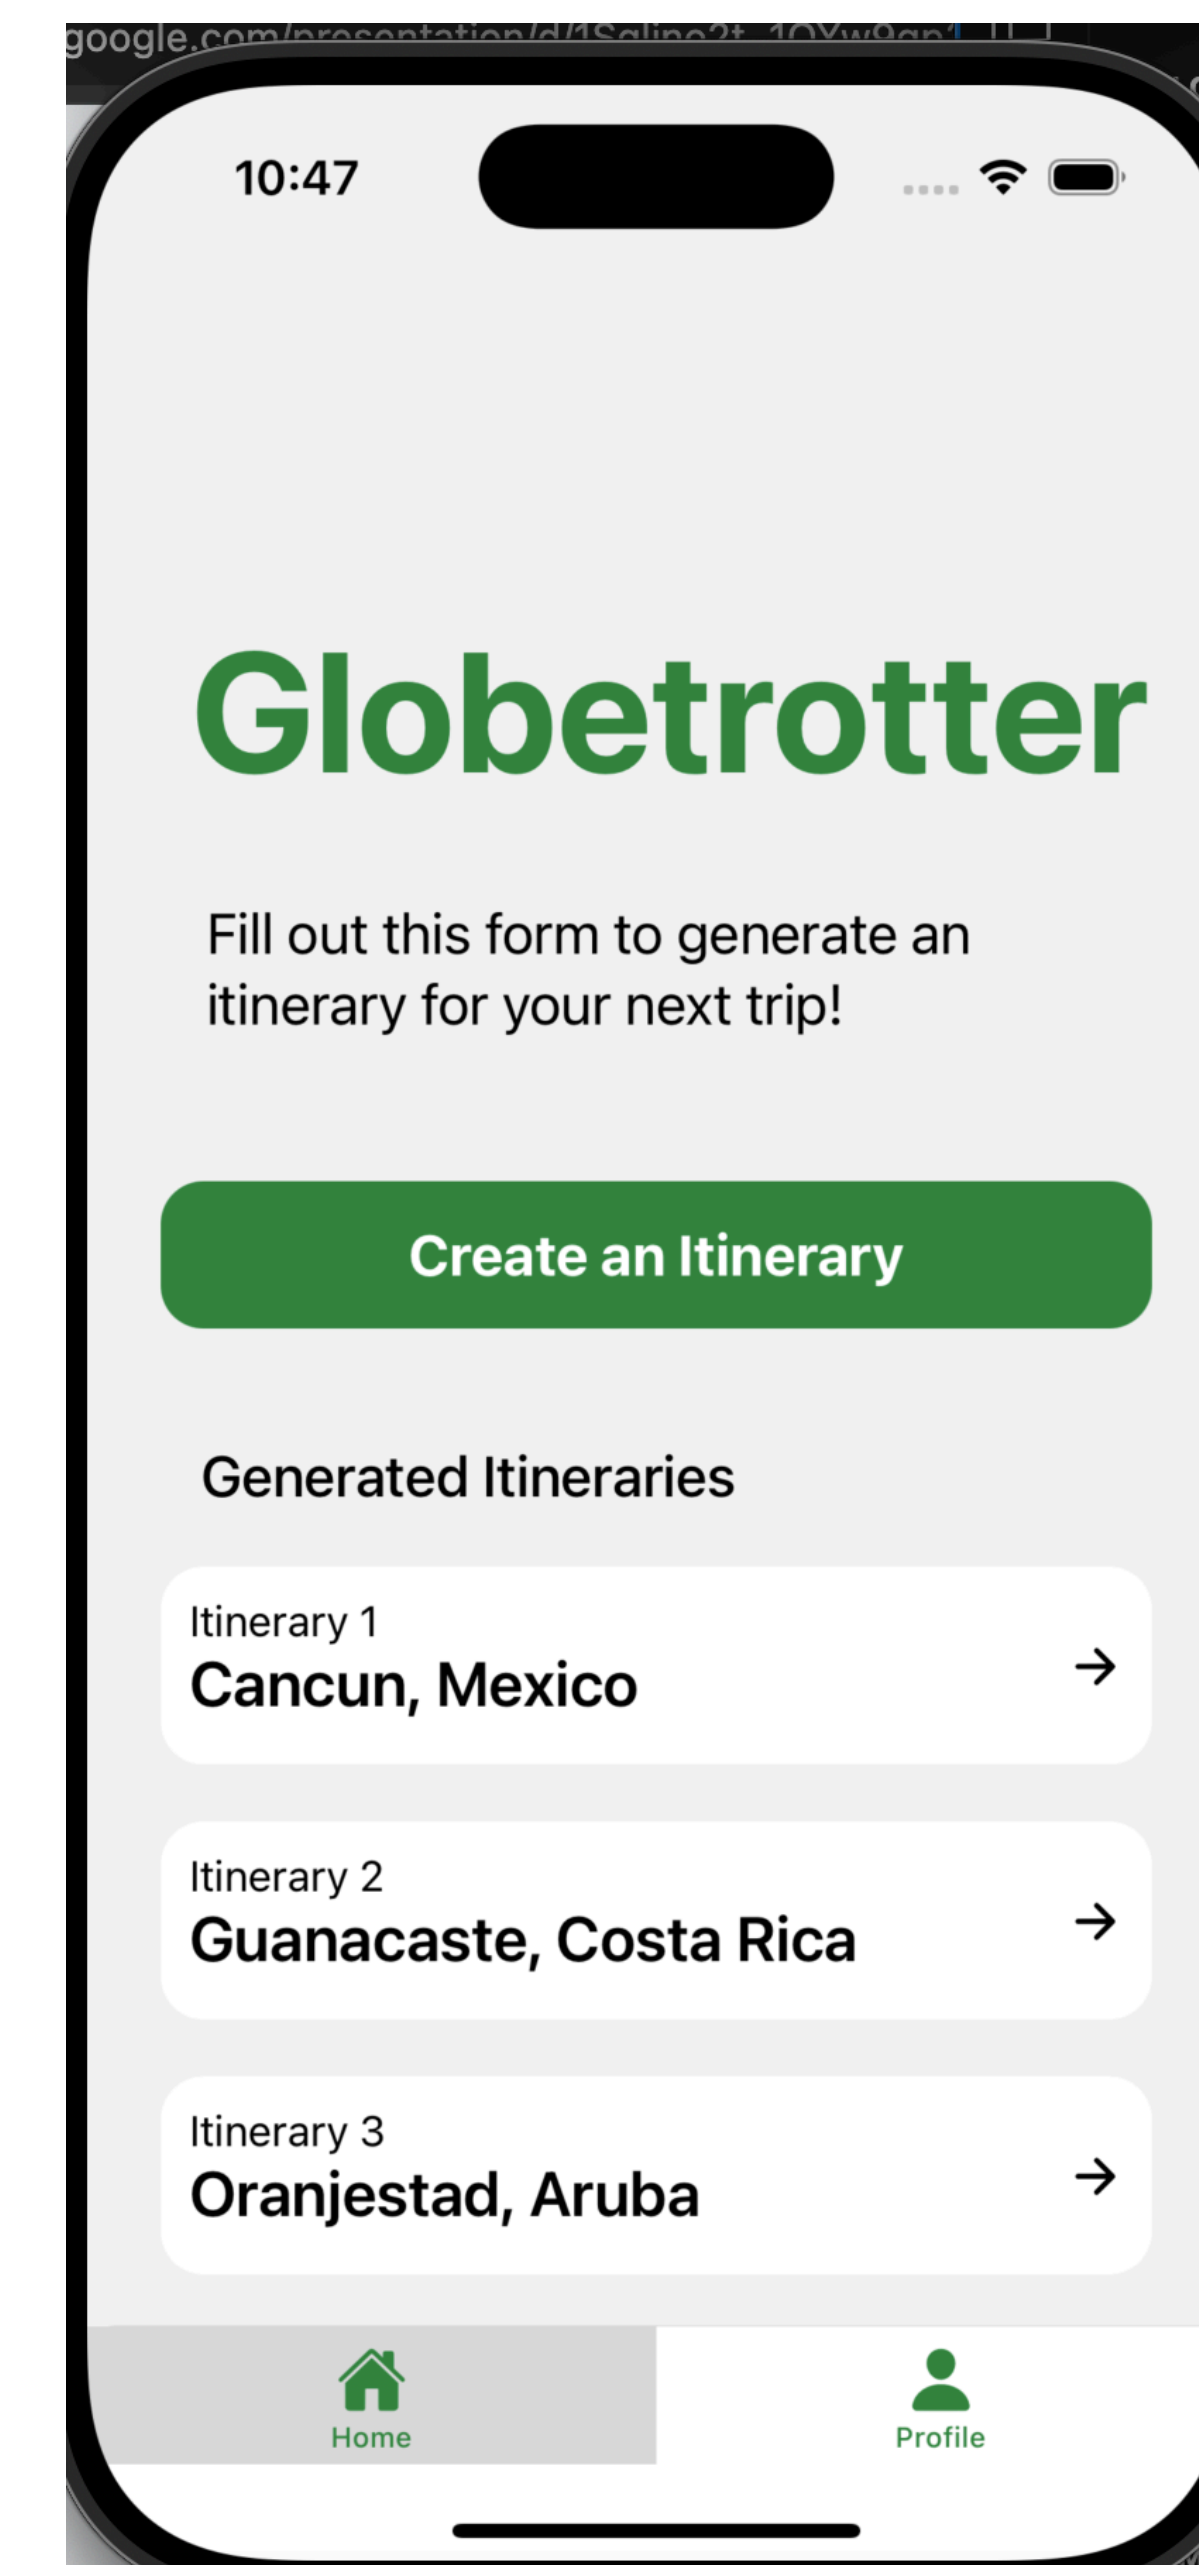 10:47
Globetrotter
Fill out this form to generate an
itinerary for your next trip!
Create an Itinerary
Generated Itineraries
Itinerary 1
Cancun, Mexico
Itinerary 2
Guanacaste, Costa Rica
Itinerary 3
Oranjestad, Aruba
Home
Profile